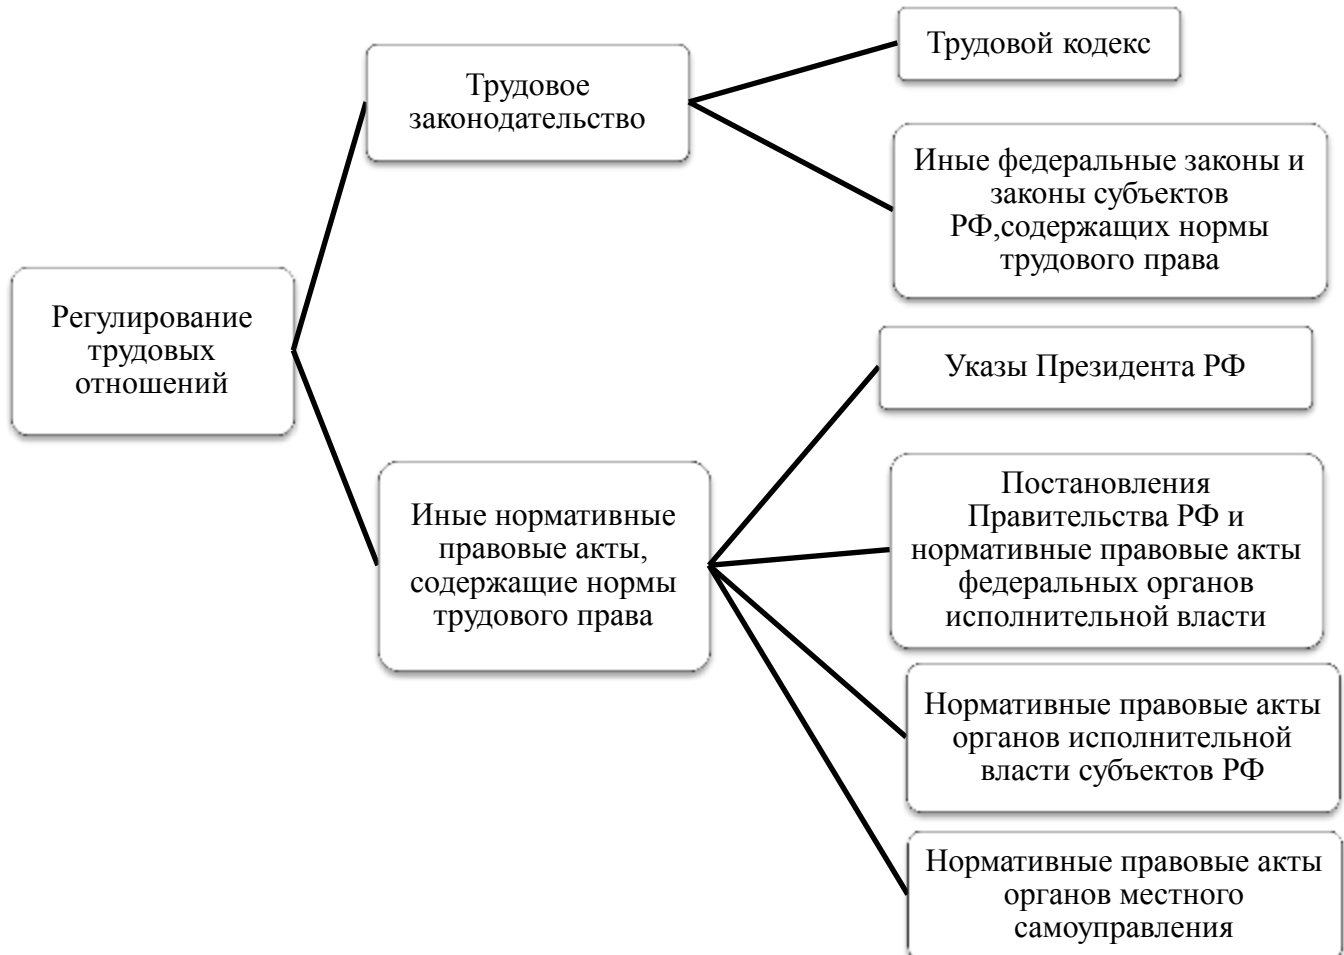 Регулирование
трудовых
отношений
Трудовое
законодательство
Трудовой кодекс
Иные федеральные законы и
законы субъектов
РФ,содержащих нормы
трудового права
Иные нормативные
правовые акты,
содержащие нормы
трудового права
Указы Президента РФ
Постановления
Правительства РФ и
нормативные правовые акты
федеральных органов
исполнительной власти
Нормативные правовые акты
органов исполнительной
власти субъектов РФ
Нормативные правовые акты
органов местного
самоуправления